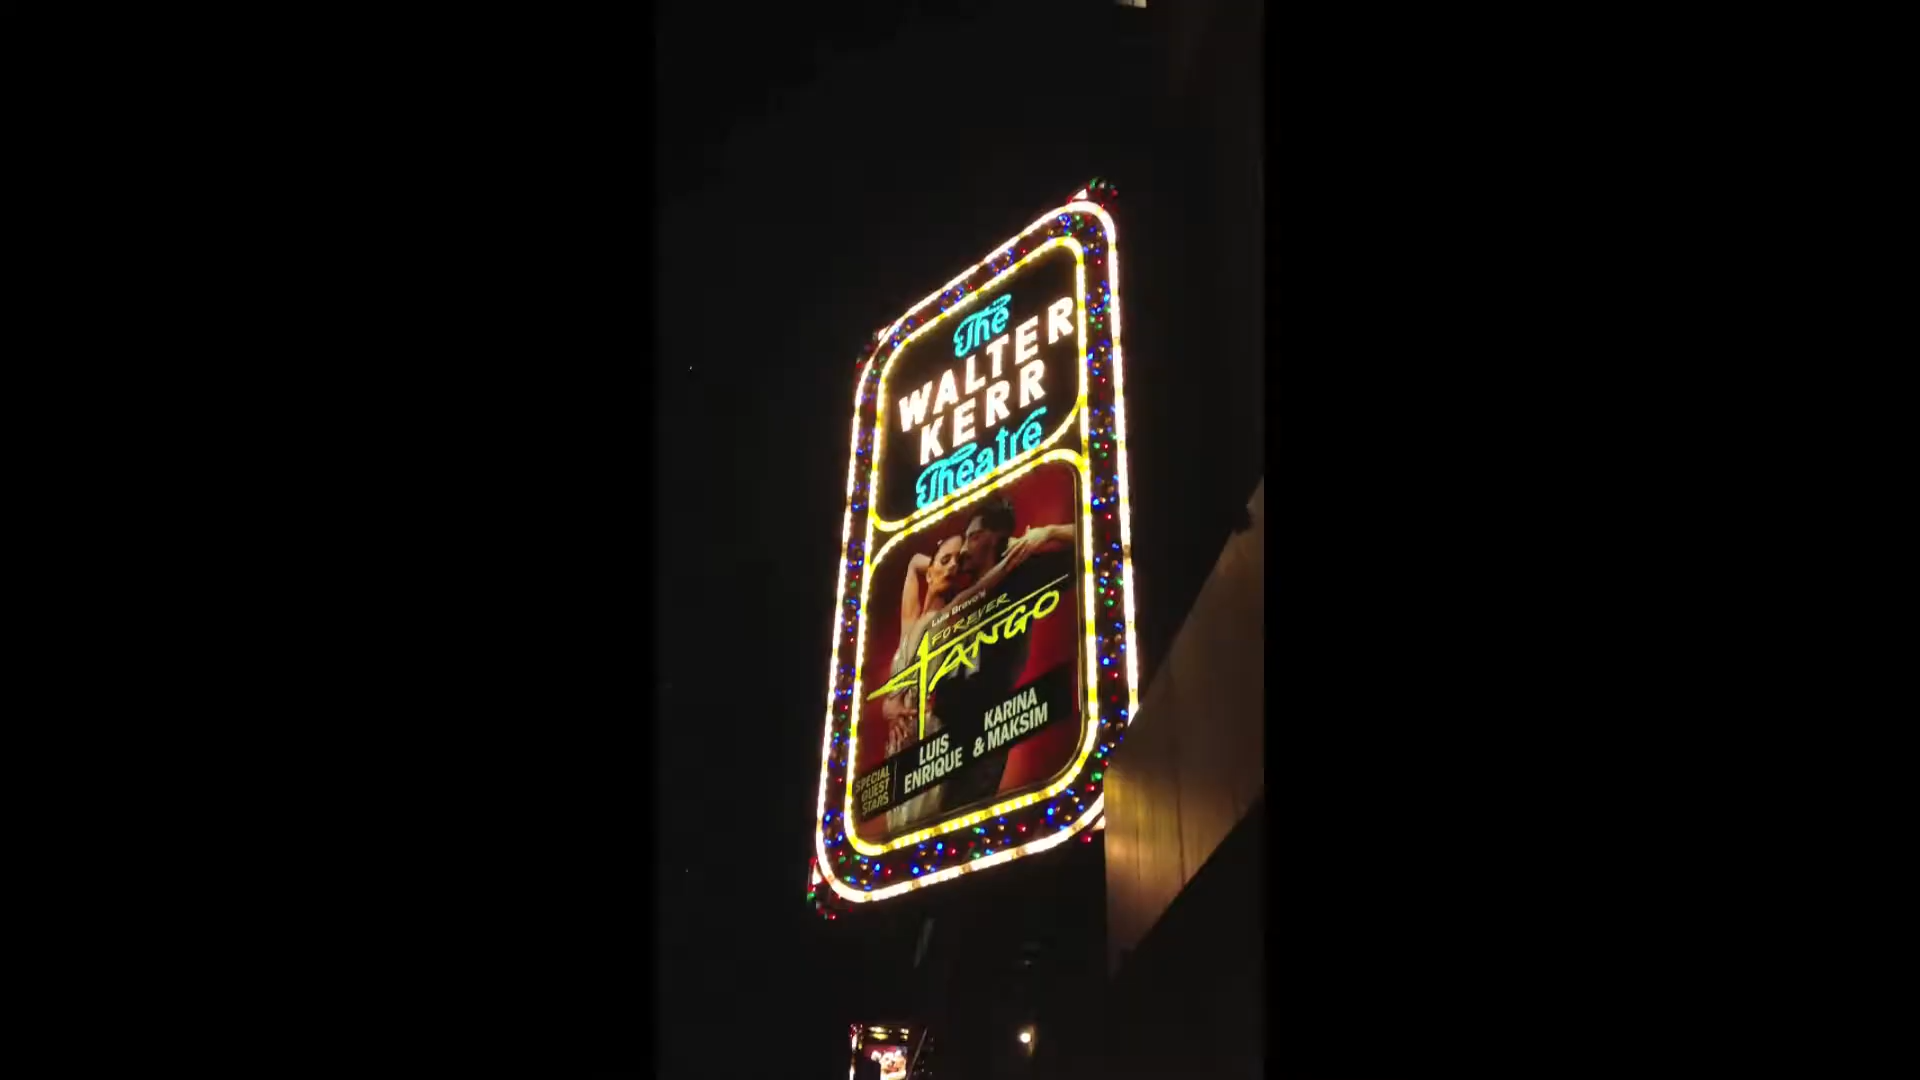 The
WALTER
KERR
Theatre
Luis Bravo's
FOREVER
TANGO
SPECIAL
GUEST
STARS
LUIS
ENRIQUE
KARINA
& MAKSIM